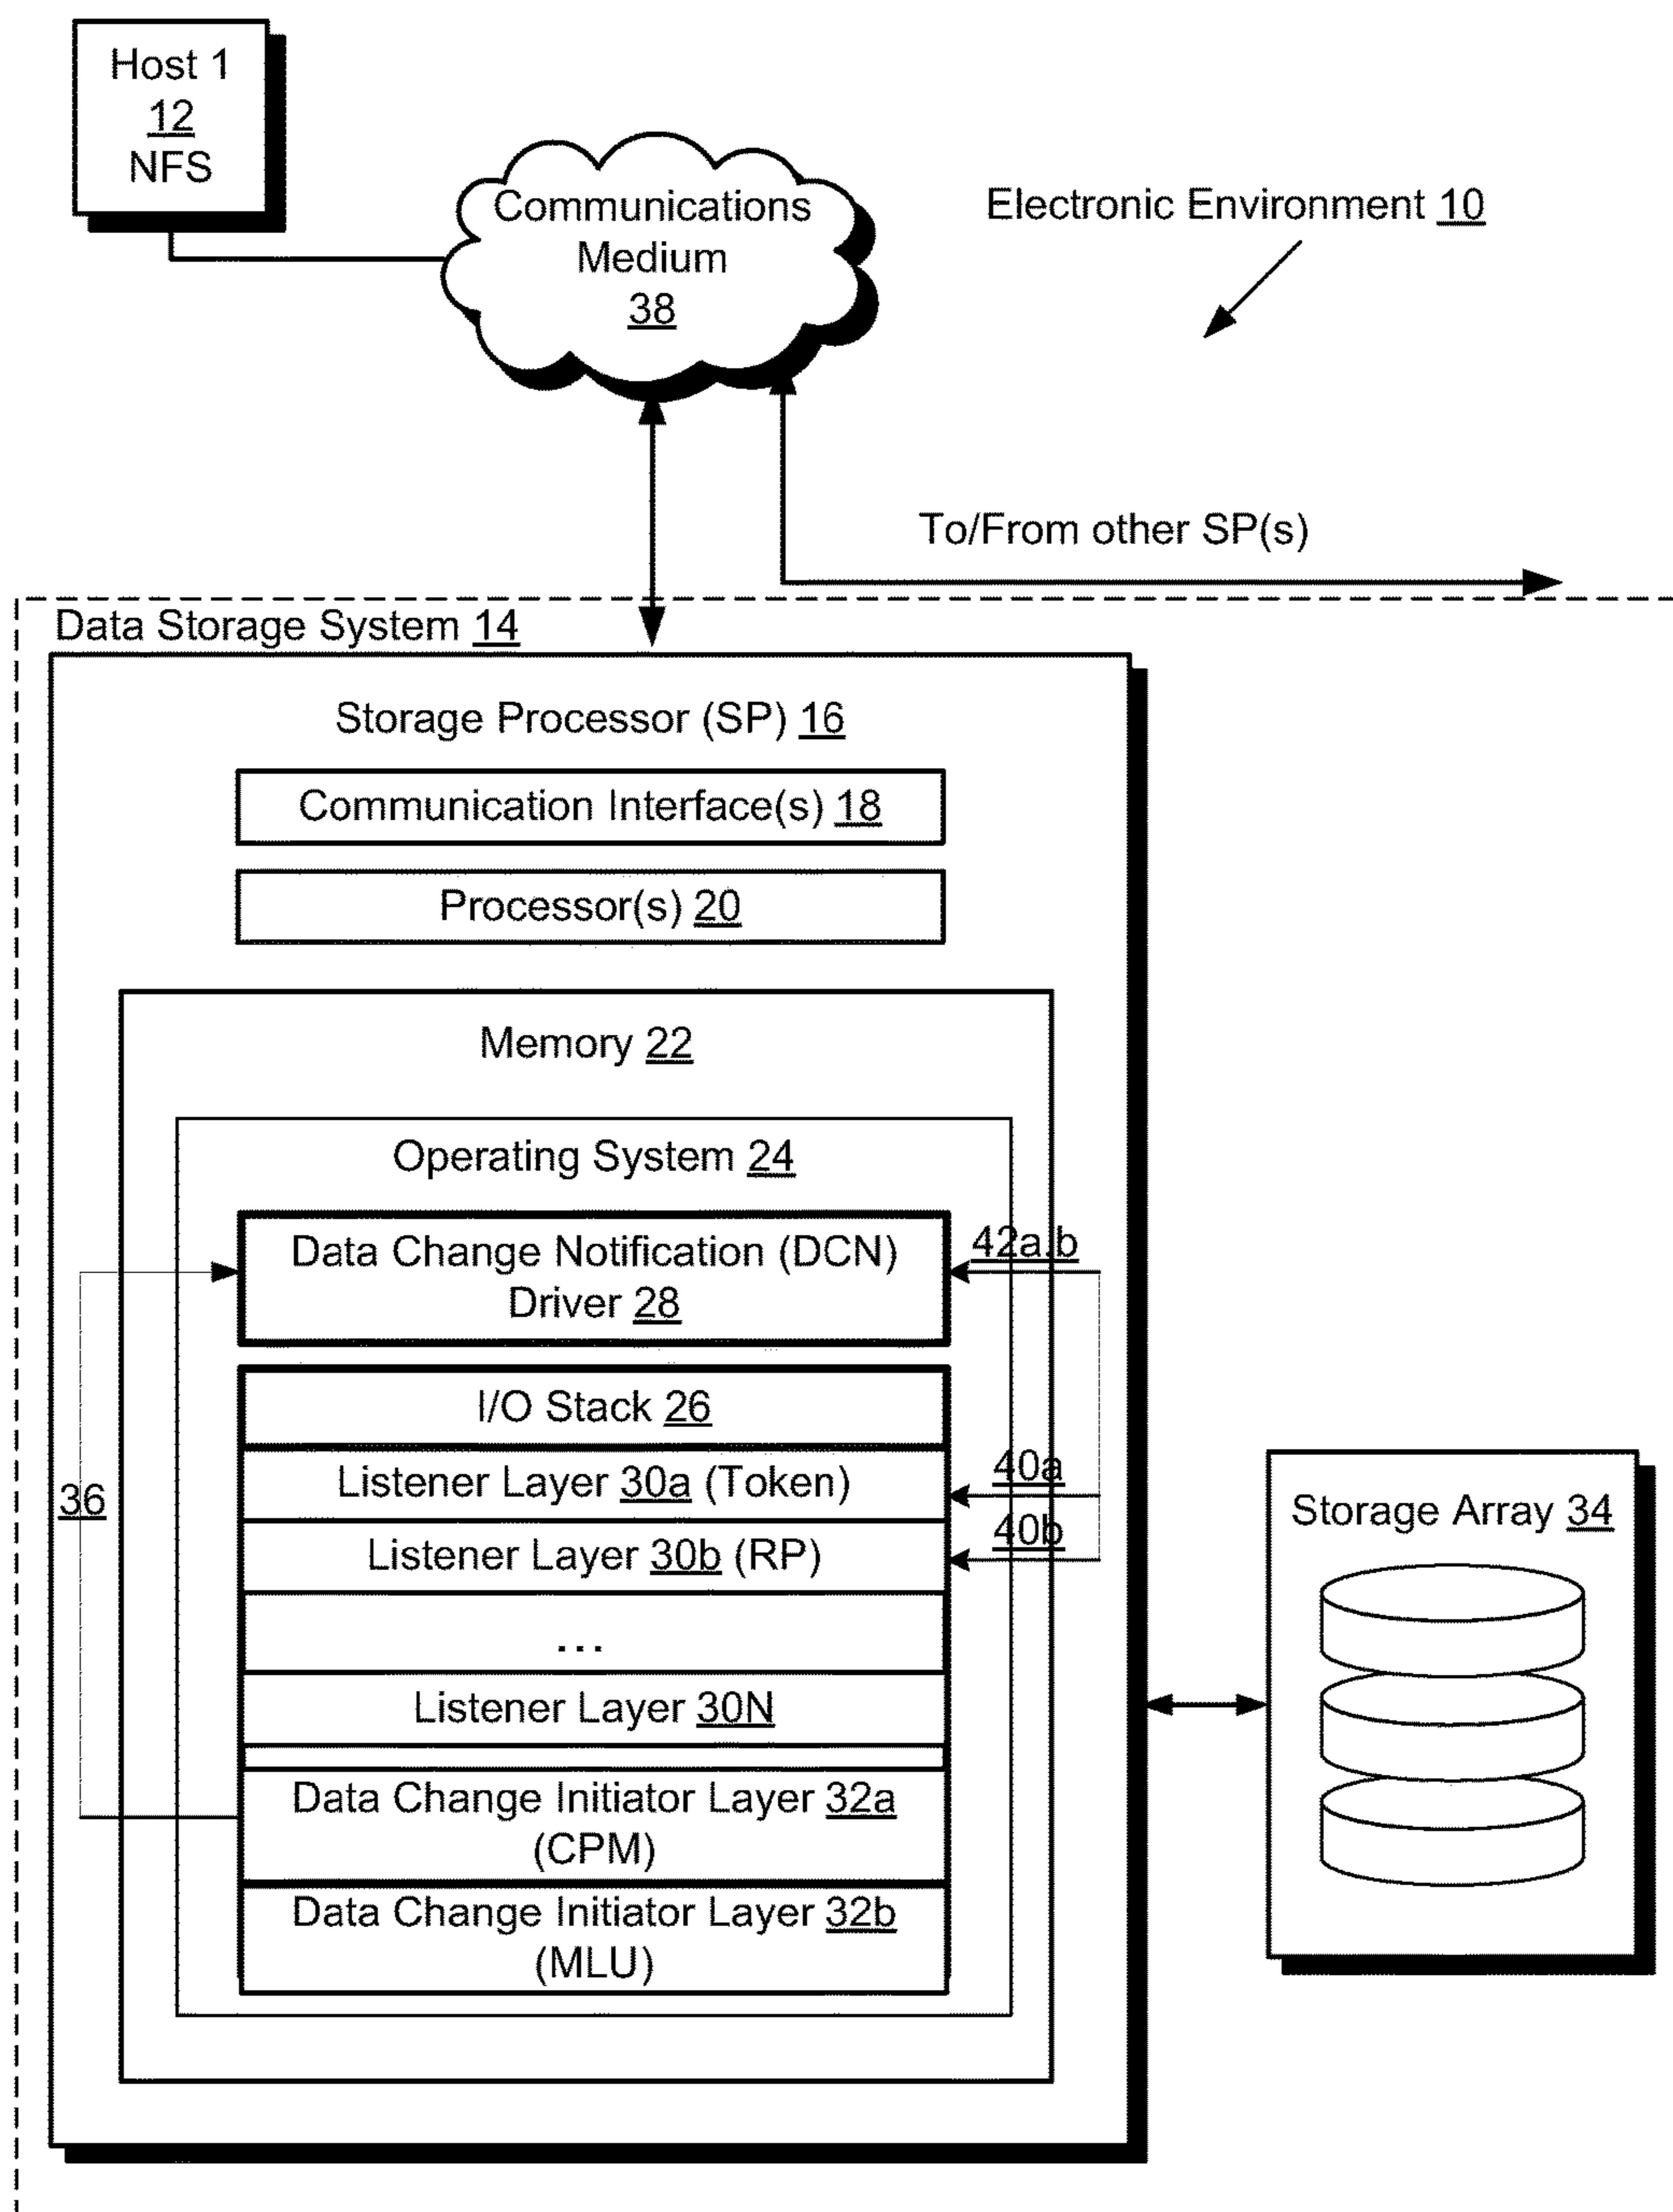 Host 1
12
NFS
Communications
Medium
38
Electronic Environment 10
To/From other SP(s)
Data Storage System 14
Storage Processor (SP) 16
Communication Interface(s) 18
Processor(s) 20
Memory 22
Operating System 24
Data Change Notification (DCN)
Driver 28
42a,b
I/O Stack 26
Listener Layer 30a (Token)
40a
36
Listener Layer 30b (RP)
40b
...
Listener Layer 30N
Data Change Initiator Layer 32a
(CPM)
Data Change Initiator Layer 32b
(MLU)
Storage Array 34